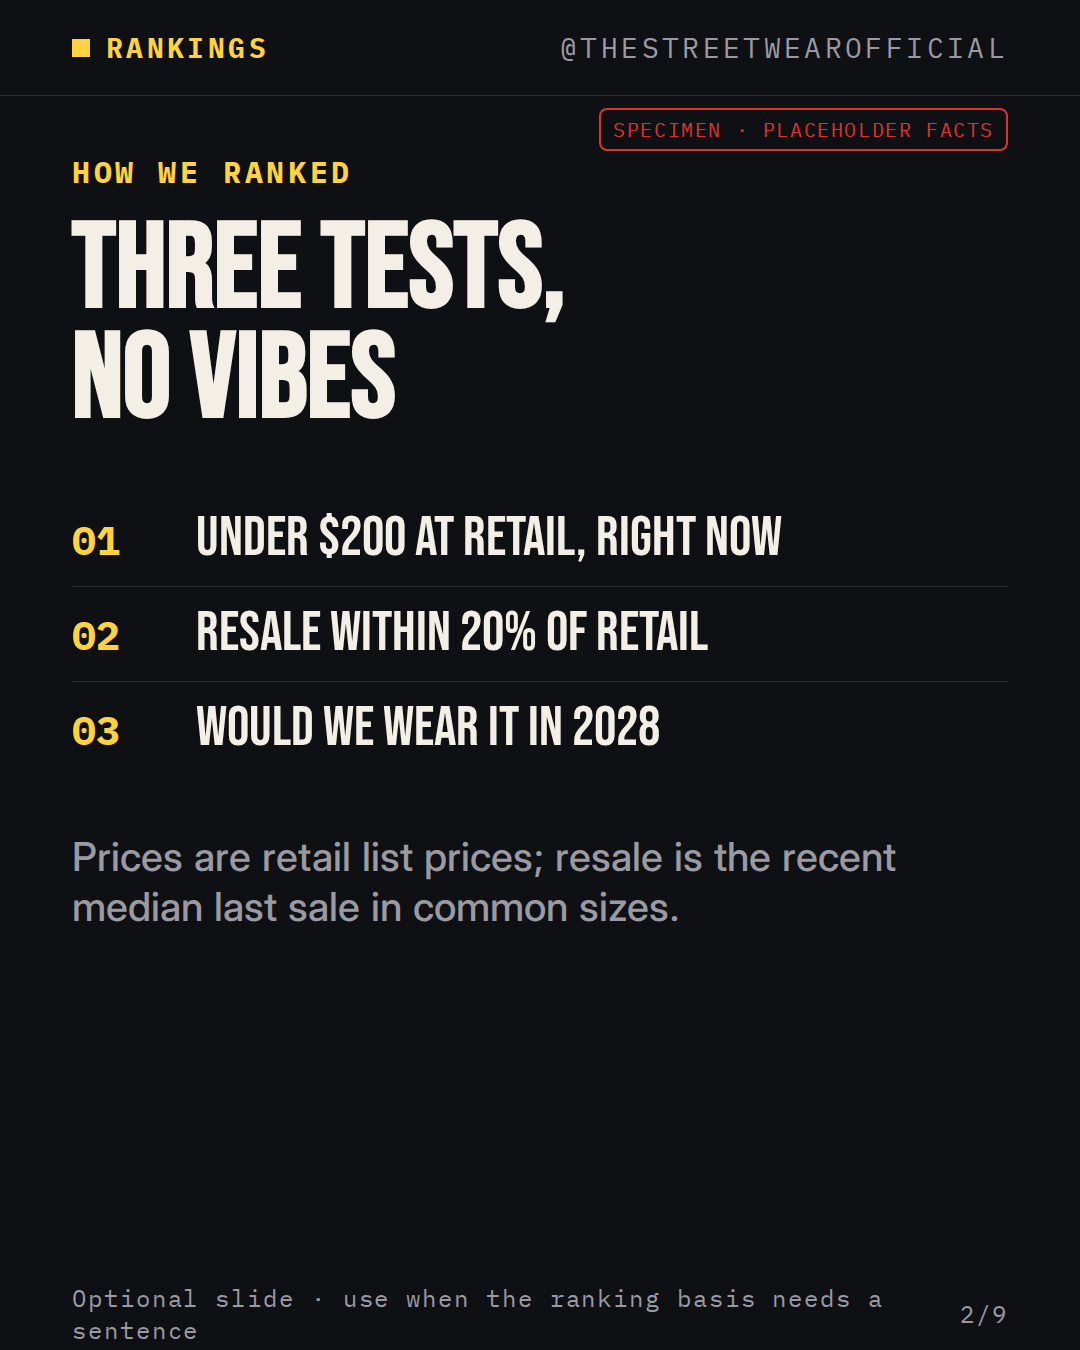 RANKINGS
@THESTREETWEAROFFICIAL
SPECIMEN · PLACEHOLDER FACTS
HOW WE RANKED
THREE TESTS,
NO VIBES
01 UNDER $200 AT RETAIL, RIGHT NOW
02 RESALE WITHIN 20% OF RETAIL
03 WOULD WE WEAR IT IN 2028
Prices are retail list prices; resale is the recent
median last sale in common sizes.
Optional slide · use when the ranking basis needs a
sentence
2/9